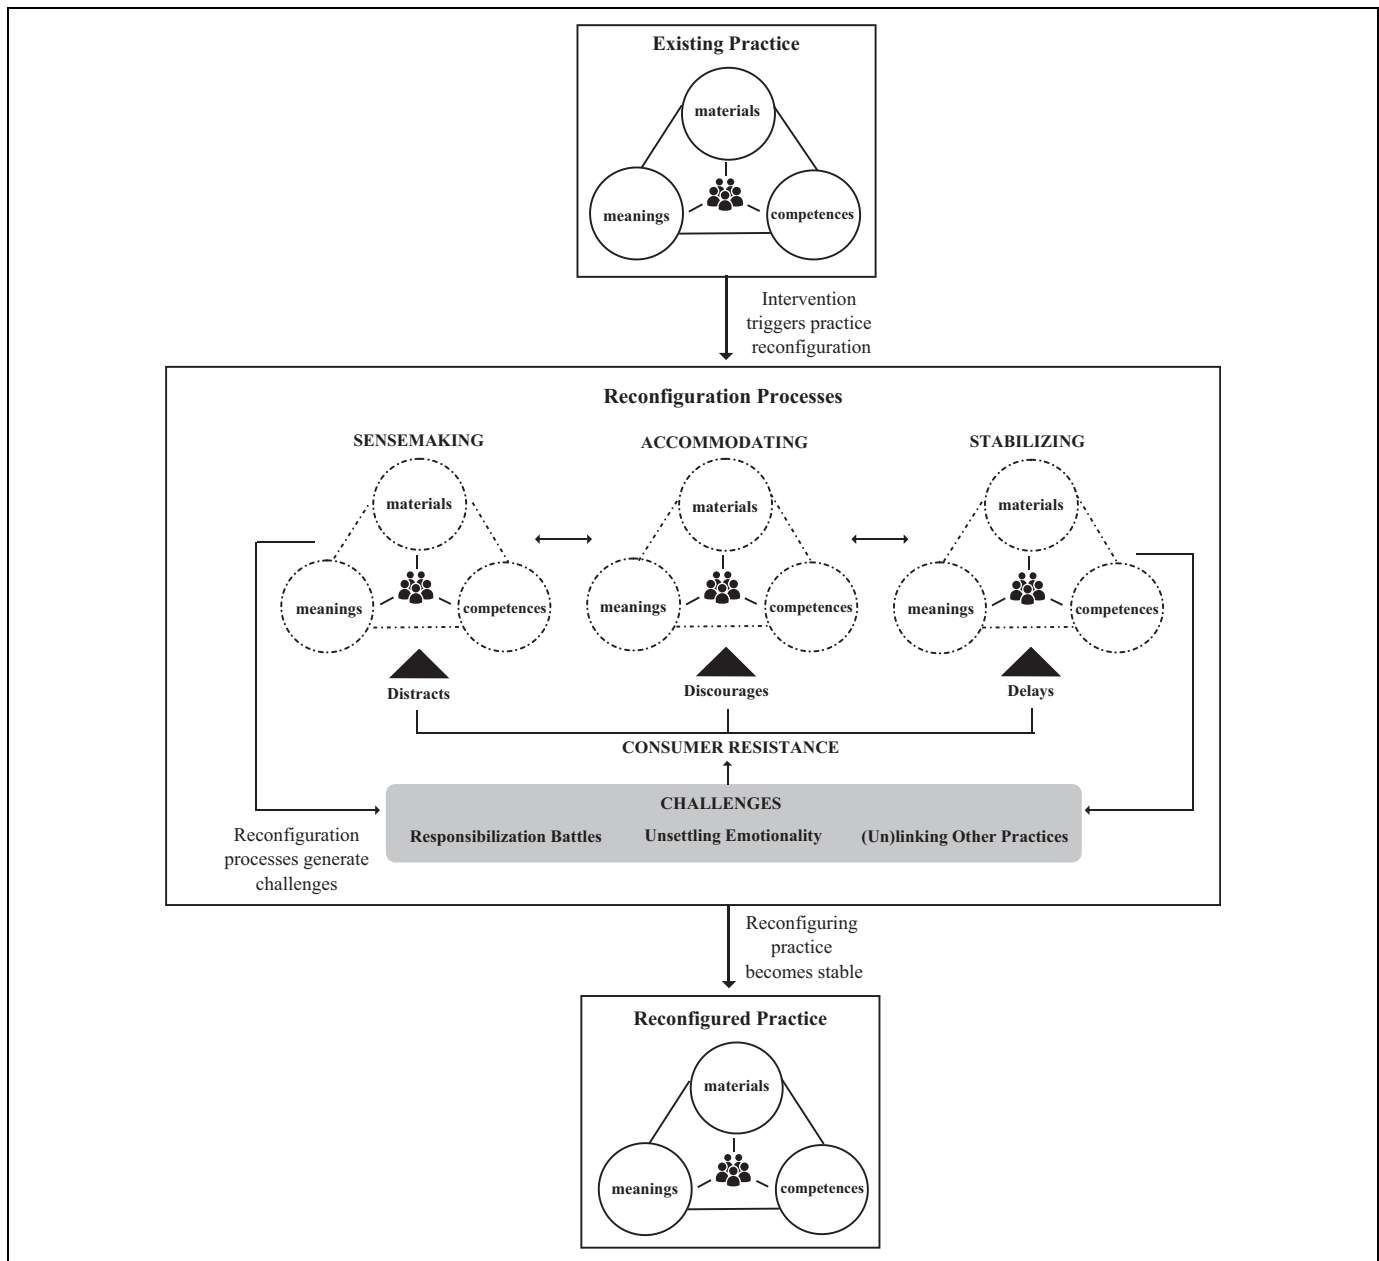 Existing Practice
materials
meanings
competences
Intervention
triggers practice
reconfiguration
Reconfiguration Processes
SENSEMAKING
ACCOMMODATING
STABILIZING
materials
materials
materials
meanings
competences
meanings
competences
meanings
competences
Distracts
Discourages
Delays
CONSUMER RESISTANCE
CHALLENGES
Responsibilization Battles
Unsettling Emotionality
(Un)linking Other Practices
Reconfiguration
processes generate
challenges
Reconfiguring
practice
becomes stable
Reconfigured Practice
materials
meanings
competences